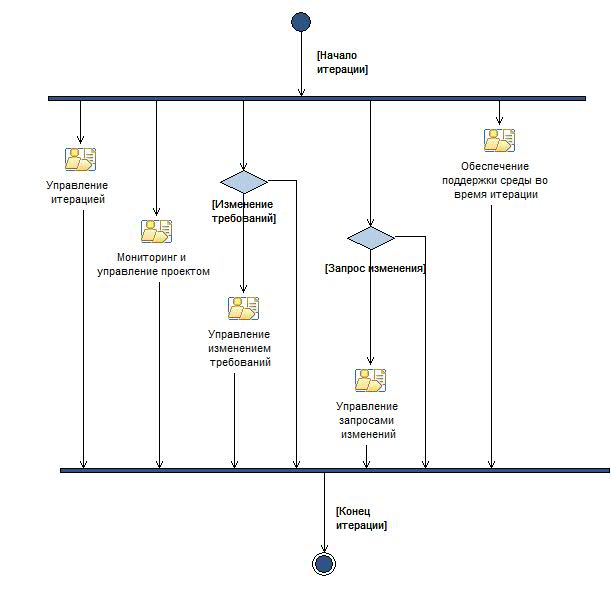 [Начало
итерации]
Управление
итерацией
Мониторинг и
управление проектом
[Изменение
требований]
Управление
изменением
требований
[Запрос изменения]
Управление
запросами
изменений
Обеспечение
поддержки среды во
время итерации
[Конец
итерации]